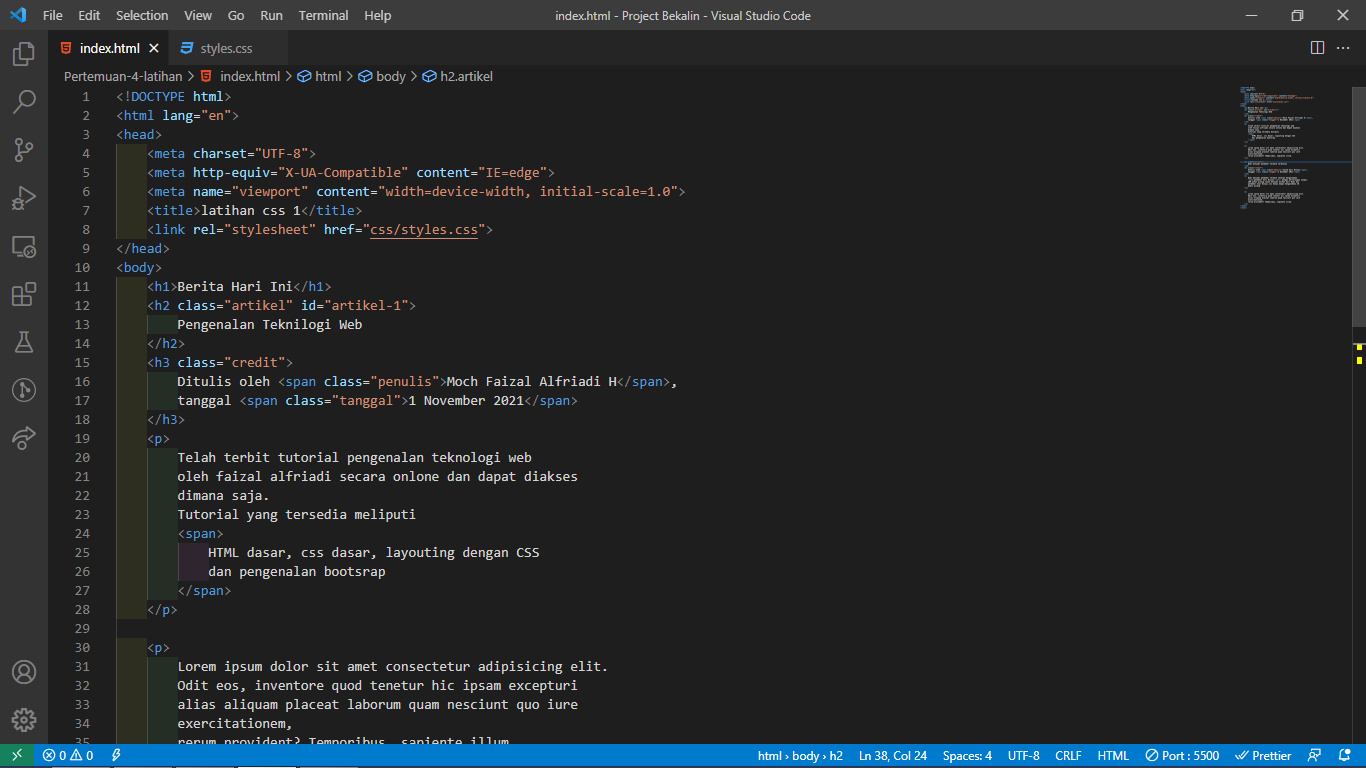 File Edit Selection View Go Run Terminal Help index.html - Project Bekalin - Visual Studio Code
index.html styles.css
Pertemuan-4-latihan > index.html > html > body > h2.artikel
1 <!DOCTYPE html>
2 <html lang="en">
3 <head>
4 <meta charset="UTF-8">
5 <meta http-equiv="X-UA-Compatible" content="IE=edge">
6 <meta name="viewport" content="width=device-width, initial-scale=1.0">
7 <title>latihan css 1</title>
8 <link rel="stylesheet" href="css/styles.css">
9 </head>
10 <body>
11 <h1>Berita Hari Ini</h1>
12 <h2 class="artikel" id="artikel-1">
13 Pengenalan Teknilogi Web
14 </h2>
15 <h3 class="credit">
16 Ditulis oleh <span class="penulis">Moch Faizal Alfriadi H</span>,
17 tanggal <span class="tanggal">1 November 2021</span>
18 </h3>
19 <p>
20 Telah terbit tutorial pengenalan teknologi web
21 oleh faizal alfriadi secara onlone dan dapat diakses
22 dimana saja.
23 Tutorial yang tersedia meliputi
24 <span>
25 HTML dasar, css dasar, layouting dengan CSS
26 dan pengenalan bootsrap
27 </span>
28 </p>
29
30 <p>
31 Lorem ipsum dolor sit amet consectetur adipisicing elit.
32 Odit eos, inventore quod tenetur hic ipsam excepturi
33 alias aliquam placeat laborum quam nesciunt quo iure
34 exercitationem,
35 rerum provident? Temporibus, sapiente illum
0 0 html › body › h2 Ln 38, Col 24 Spaces: 4 UTF-8 CRLF HTML Port : 5500 Prettier